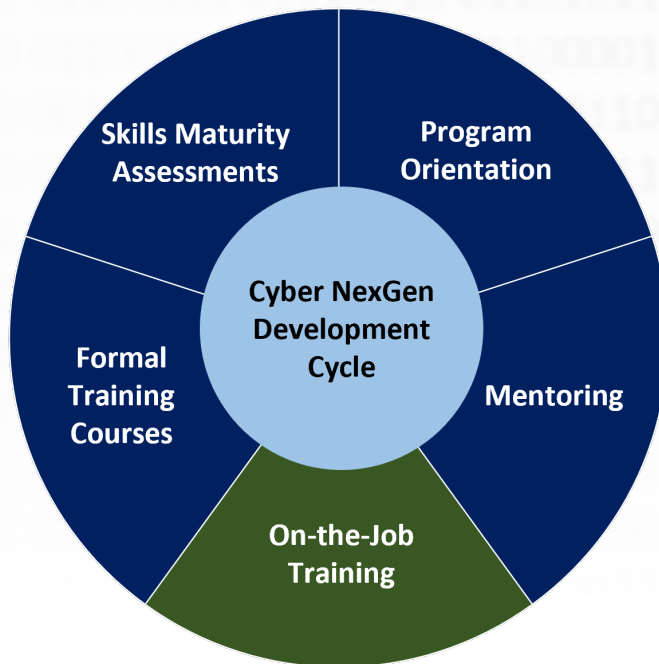 Skills Maturity
Assessments
Program
Orientation
Cyber NexGen
Development
Cycle
Formal
Training
Courses
Mentoring
On-the-Job
Training